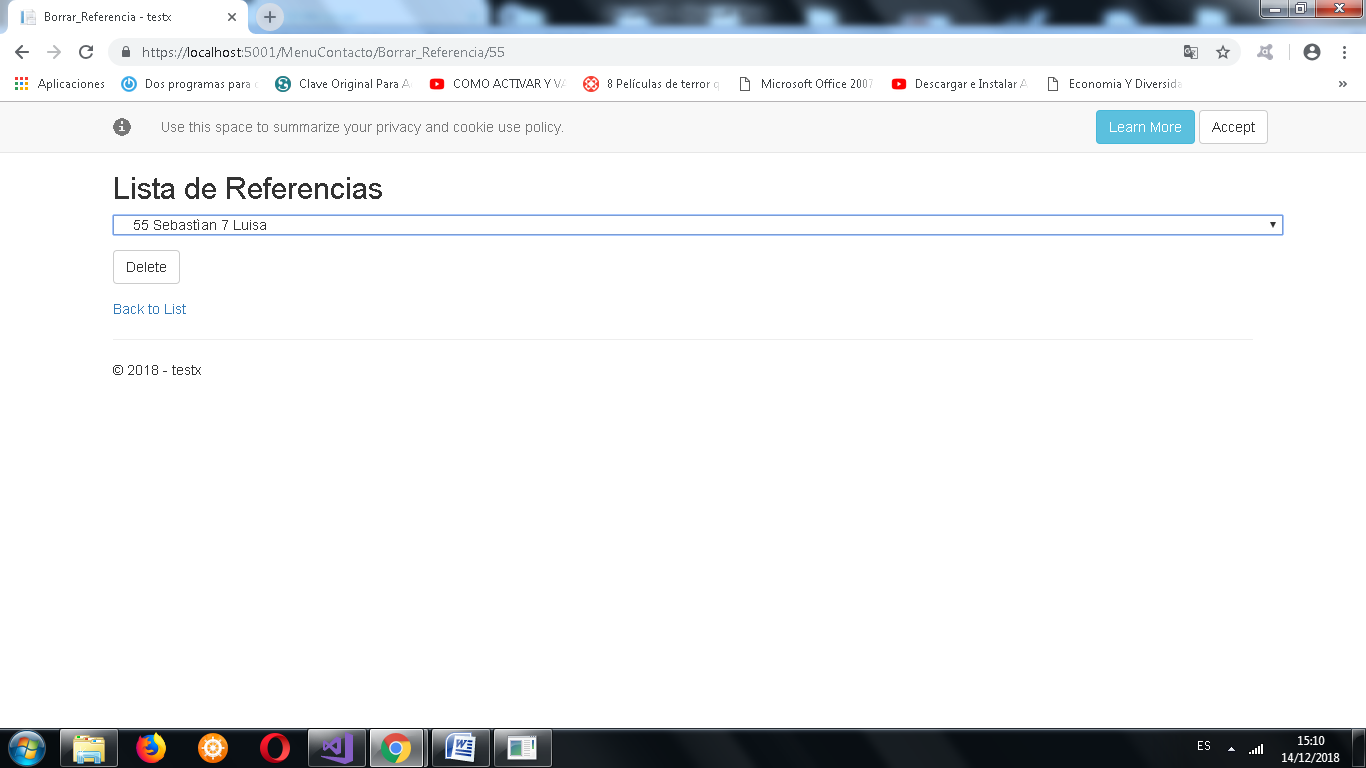 Borrar_Referencia - testx
https://localhost:5001/MenuContacto/Borrar_Referencia/55
Aplicaciones Dos programas para Clave Original Para A COMO ACTIVAR Y VA 8 Películas de terror q Microsoft Office 2007 Descargar e Instalar A Economia Y Diversida »
Use this space to summarize your privacy and cookie use policy. Learn More Accept
Lista de Referencias
55 Sebastìan 7 Luisa
Delete
Back to List
© 2018 - testx
ES 15:10
14/12/2018